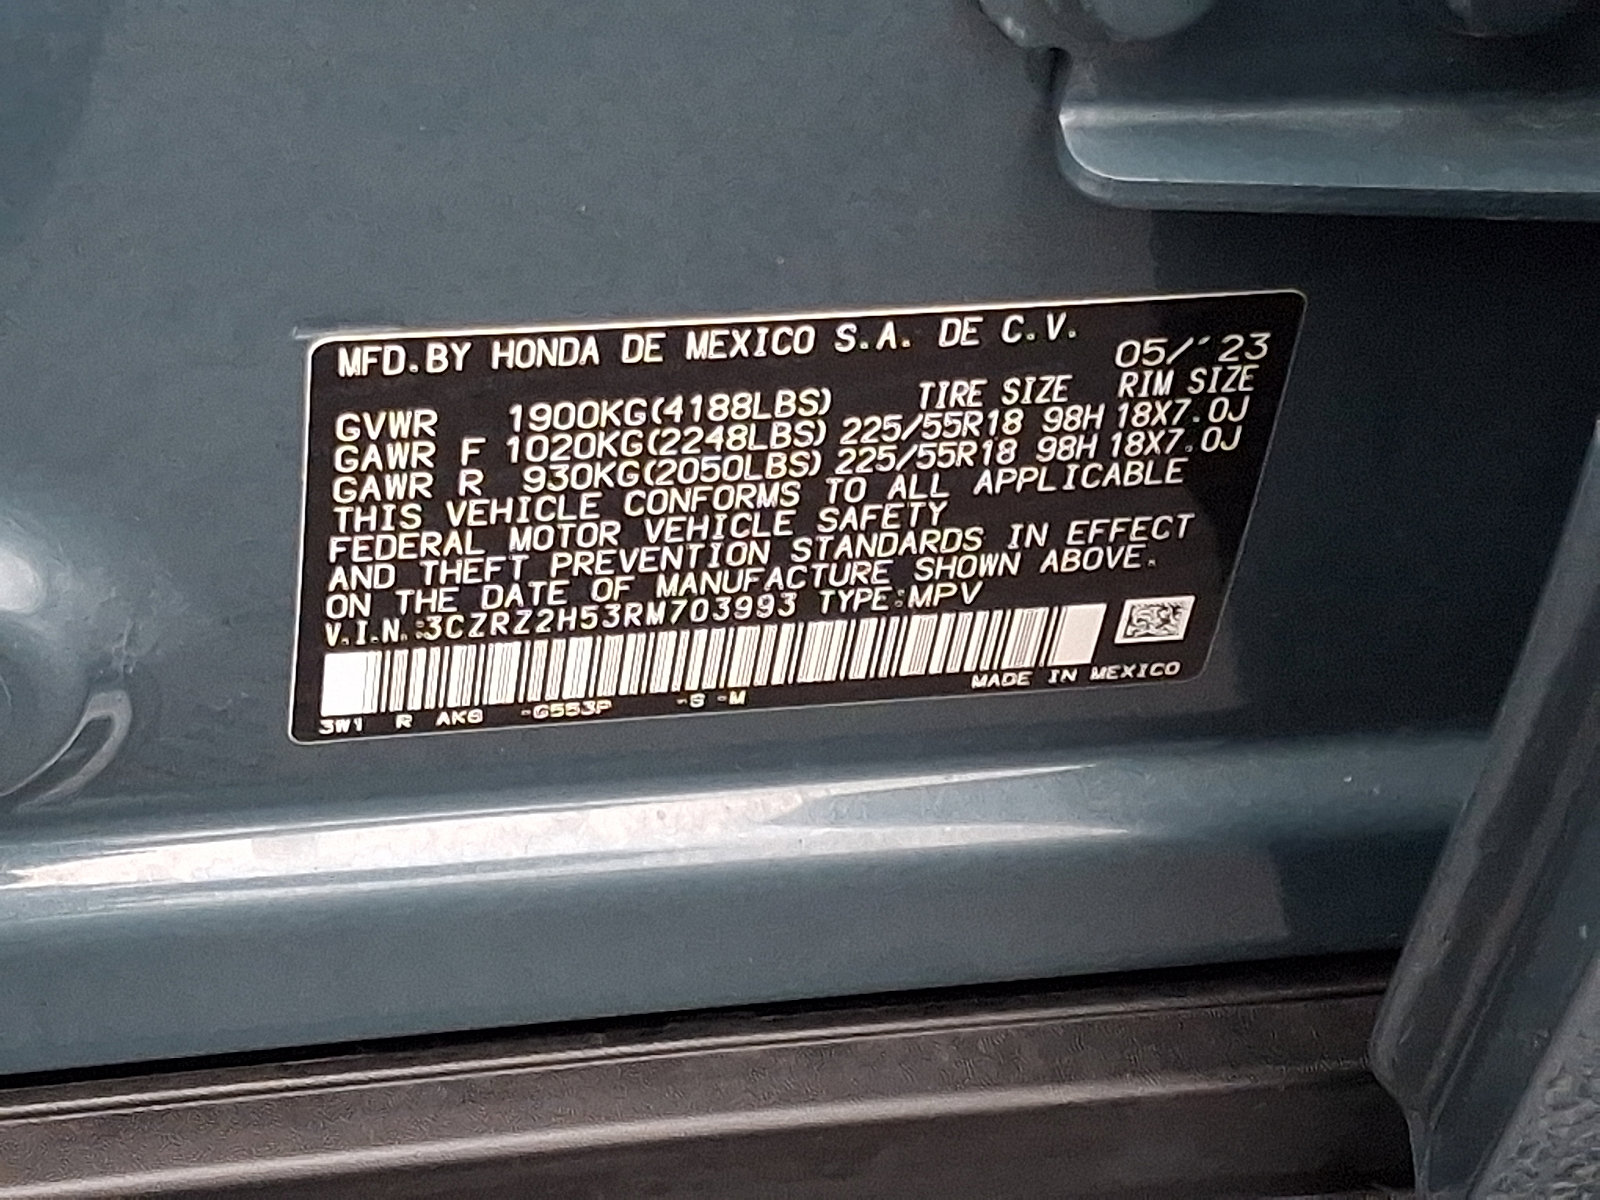 MFD.BY HONDA DE MEXICO S.A. DE C.V.
05/'23
TIRE SIZE RIM SIZE
GVWR 1900KG(4188LBS)
GAWR F 1020KG(2248LBS) 225/55R18 98H 18X7.0J
GAWR R 930KG(2050LBS) 225/55R18 98H 18X7.0J
THIS VEHICLE CONFORMS TO ALL APPLICABLE
FEDERAL MOTOR VEHICLE SAFETY
AND THEFT PREVENTION STANDARDS IN EFFECT
ON THE DATE OF MANUFACTURE SHOWN ABOVE.
V.I.N.:3CZRZ2H53RM703993 TYPE:MPV
MADE IN MEXICO
3W1 R AKS -G553P -S -M